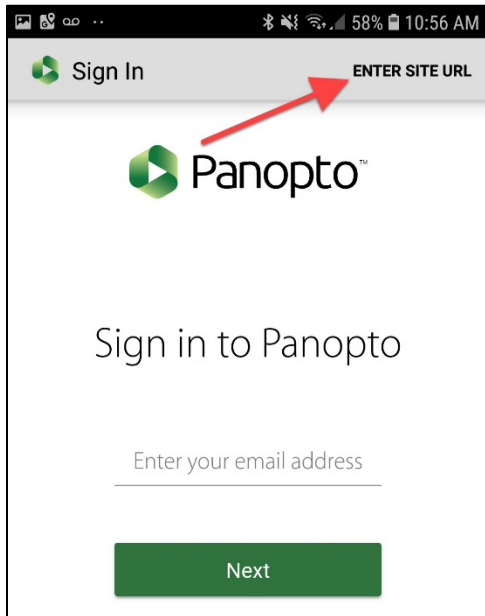 58% 10:56 AM
Sign In ENTER SITE URL
Panopto™
Sign in to Panopto
Enter your email address
Next